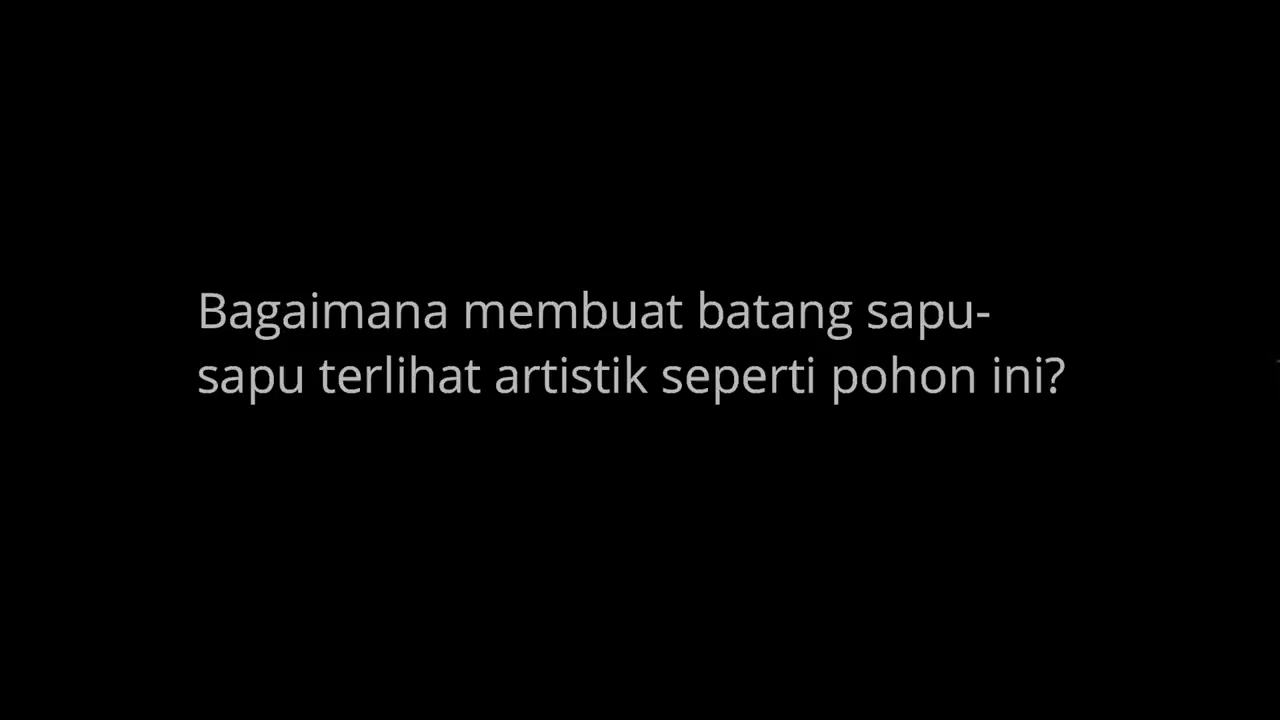 Bagaimana membuat batang sapu-
sapu terlihat artistik seperti pohon ini?